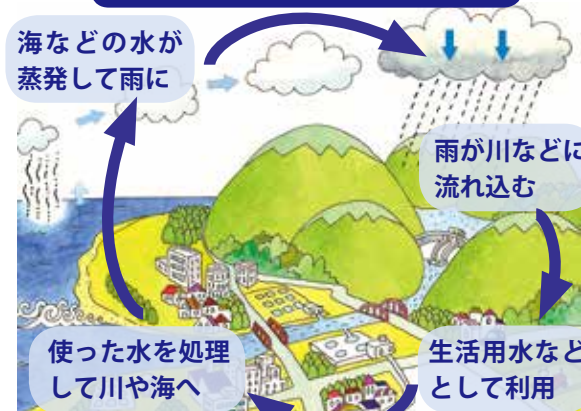 海などの水が
蒸発して雨に
雨が川などに
流れ込む
生活用水など
として利用
使った水を処理
して川や海へ